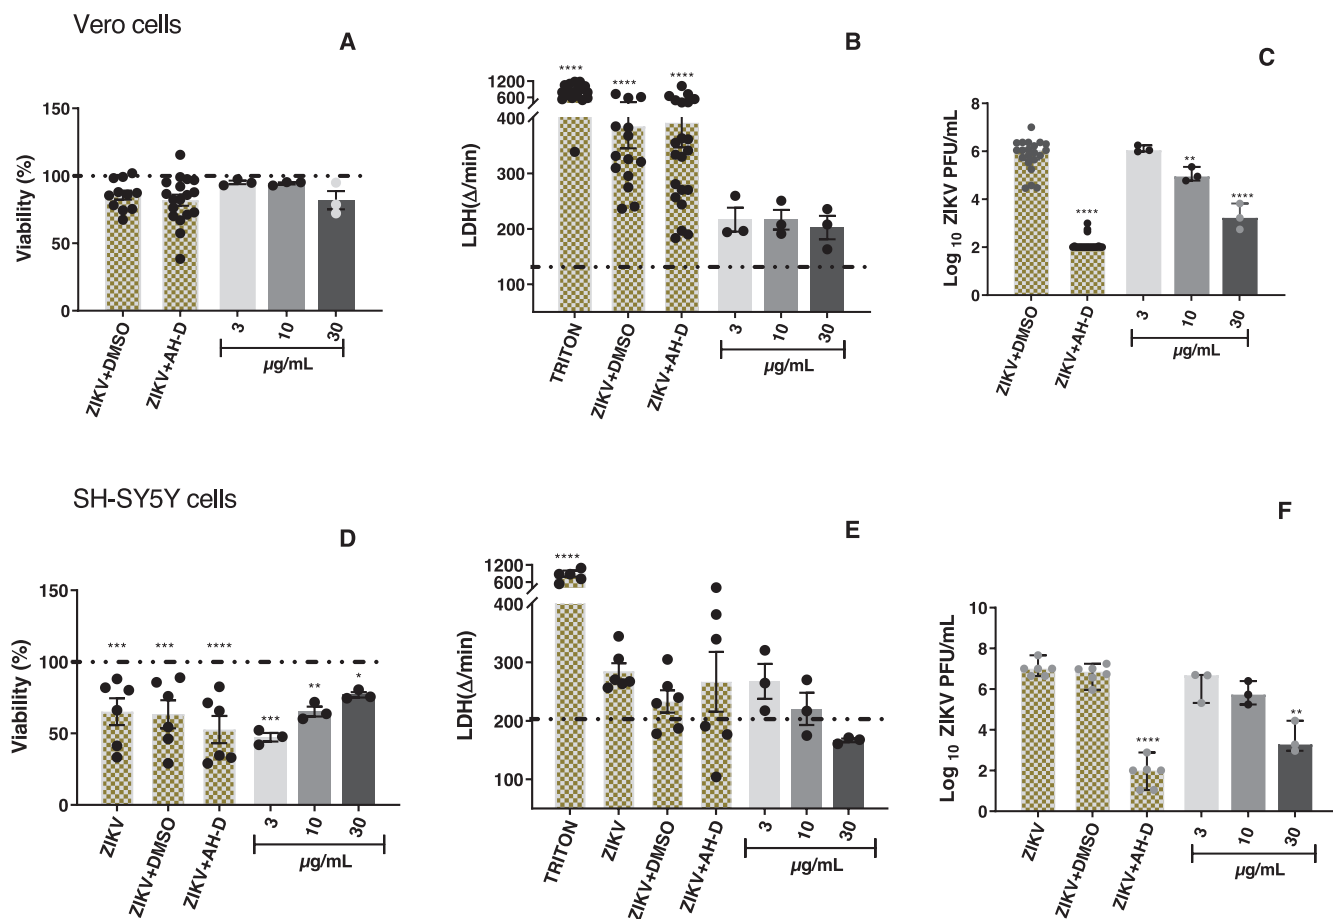 Vero cells
A
Viability (%)
150
100
50
0
ZIKV+DMSO
ZIKV+AH-D
3
10
30
µg/mL
B
LDH(Δ/min)
1200
600
400
300
200
100
****
****
****
TRITON
ZIKV+DMSO
ZIKV+AH-D
3
10
30
µg/mL
C
Log 10 ZIKV PFU/mL
8
6
4
2
0
****
**
****
ZIKV+DMSO
ZIKV+AH-D
3
10
30
µg/mL
SH-SY5Y cells
D
Viability (%)
150
100
50
0
***
***
****
***
**
*
ZIKV
ZIKV+DMSO
ZIKV+AH-D
3
10
30
µg/mL
E
LDH(Δ/min)
1200
600
400
300
200
100
****
TRITON
ZIKV
ZIKV+DMSO
ZIKV+AH-D
3
10
30
µg/mL
F
Log 10 ZIKV PFU/mL
10
8
6
4
2
0
****
**
ZIKV
ZIKV+DMSO
ZIKV+AH-D
3
10
30
µg/mL